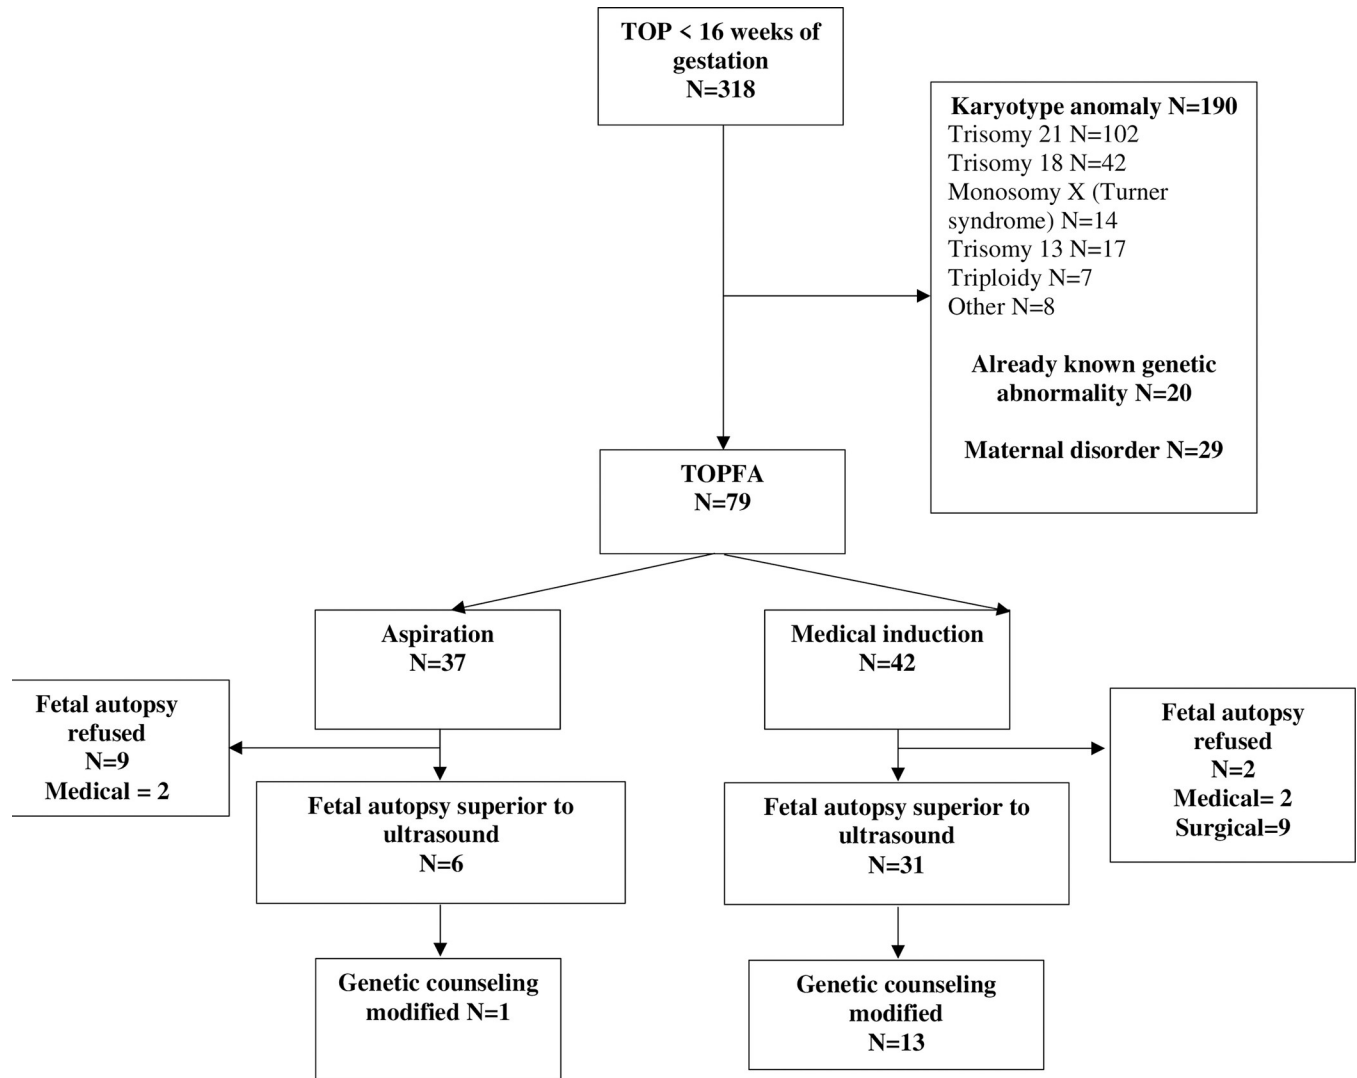 TOP < 16 weeks of
gestation
N=318
Karyotype anomaly N=190
Trisomy 21 N=102
Trisomy 18 N=42
Monosomy X (Turner
syndrome) N=14
Trisomy 13 N=17
Triploidy N=7
Other N=8
Already known genetic
abnormality N=20
Maternal disorder N=29
TOPFA
N=79
Aspiration
N=37
Medical induction
N=42
Fetal autopsy
refused
N=9
Medical = 2
Fetal autopsy
refused
N=2
Medical= 2
Surgical=9
Fetal autopsy superior to
ultrasound
N=6
Fetal autopsy superior to
ultrasound
N=31
Genetic counseling
modified N=1
Genetic counseling
modified
N=13